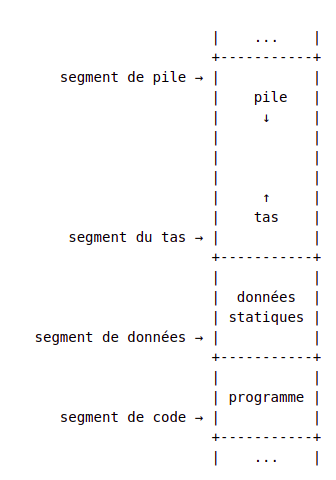 ...
segment de pile →
pile
↓
↑
tas
segment du tas →
données
statiques
segment de données →
programme
segment de code →
...